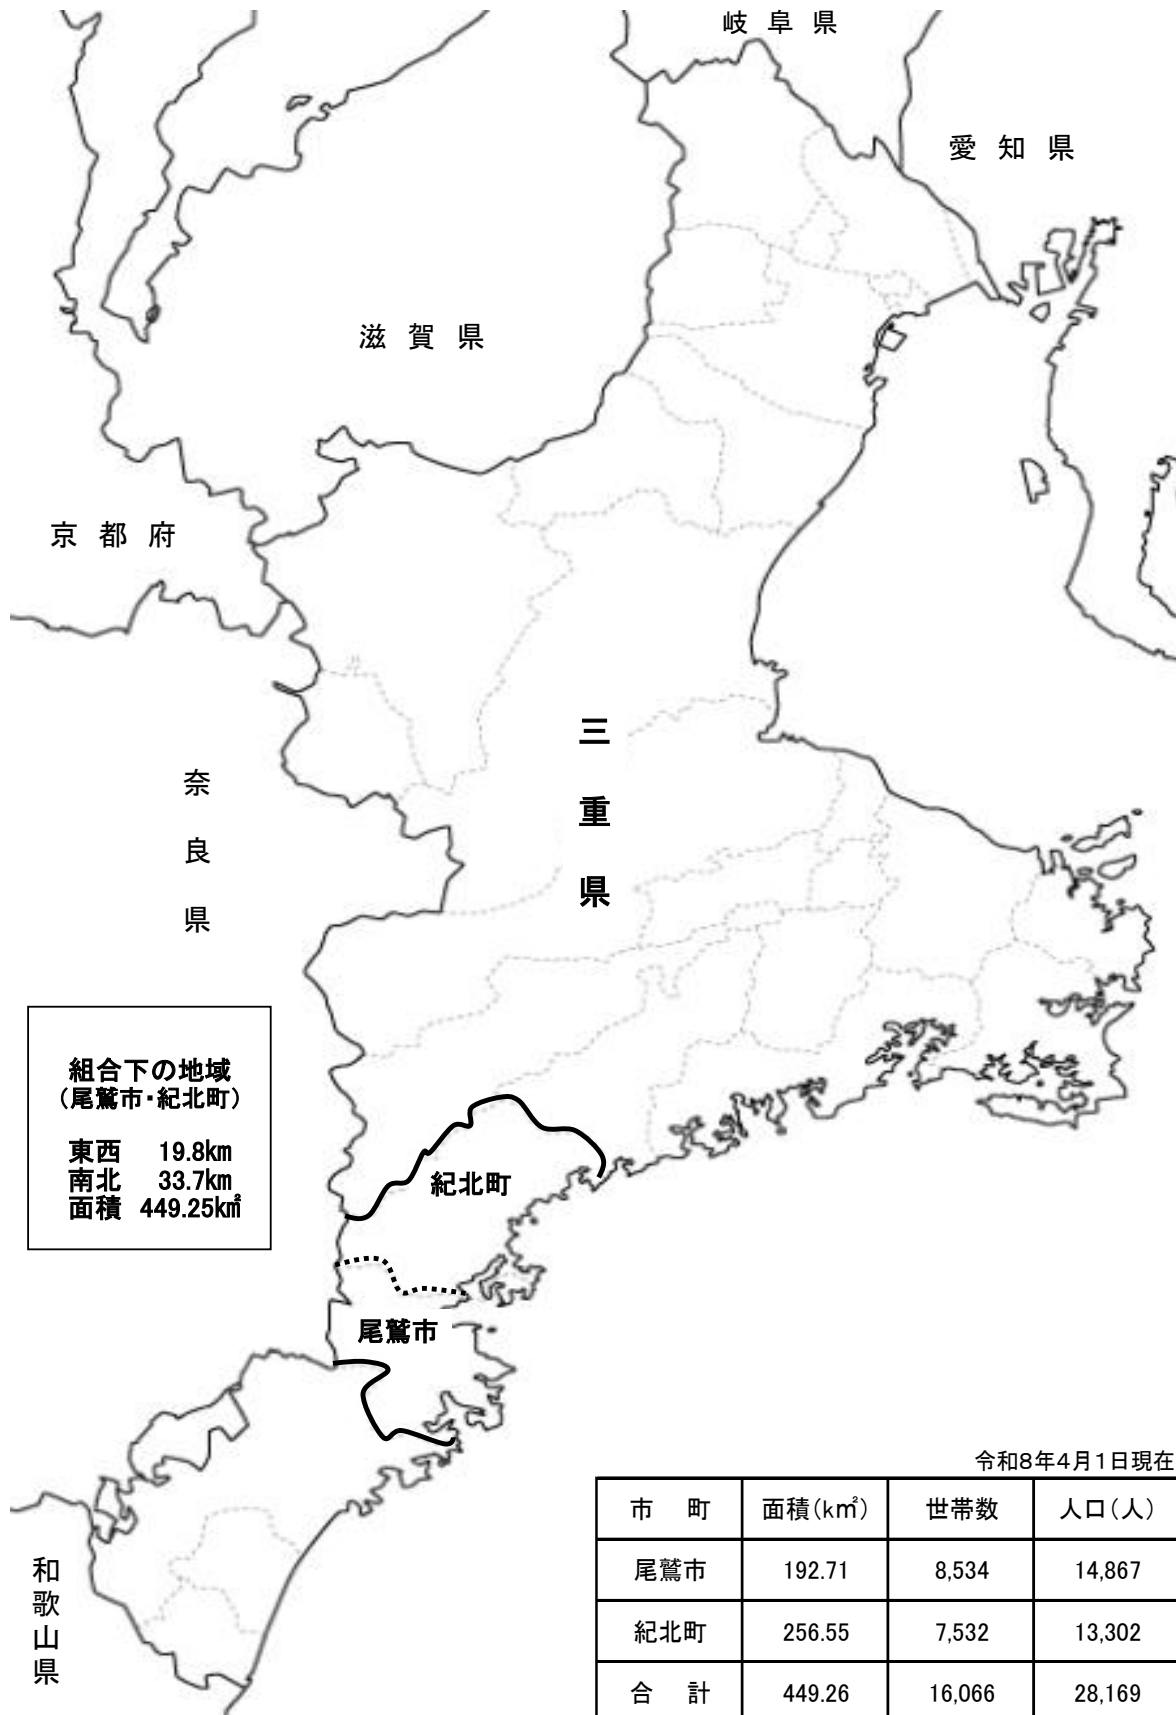 岐阜県
愛知県
滋賀県
京都府
三重県
奈良県
組合下の地域
（尾鷲市・紀北町）
東西 19.8km
南北 33.7km
面積 449.25k㎡
紀北町
尾鷲市
和歌山県
令和8年4月1日現在
市 町 面積(k㎡) 世帯数 人口(人)
尾鷲市 192.71 8,534 14,867
紀北町 256.55 7,532 13,302
合 計 449.26 16,066 28,169